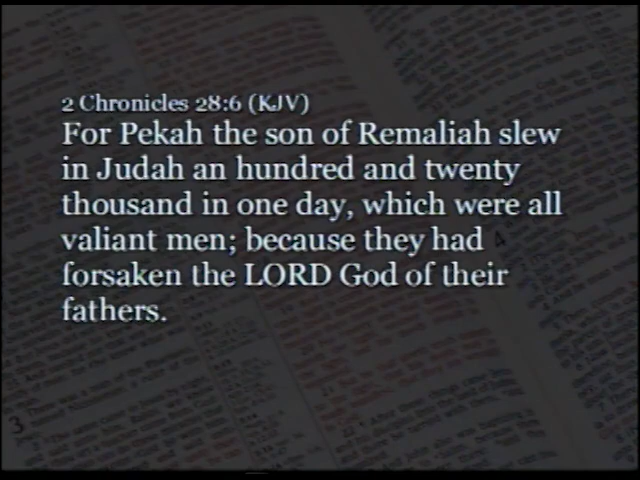 2 Chronicles 28:6 (KJV)
For Pekah the son of Remaliah slew
in Judah an hundred and twenty
thousand in one day, which were all
valiant men; because they had
forsaken the LORD God of their
fathers.